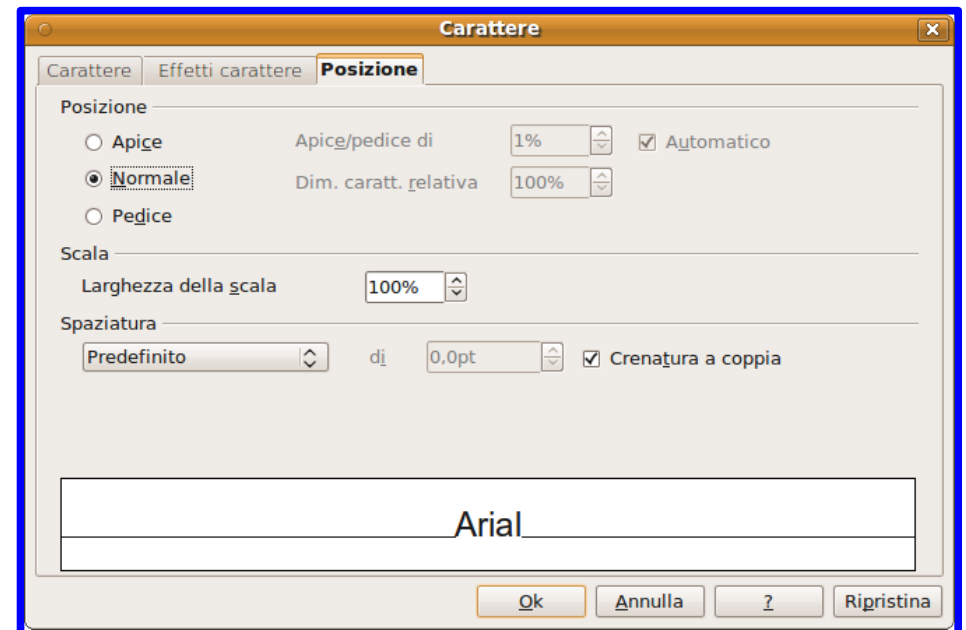 Carattere
Carattere Effetti carattere Posizione
Posizione
Apice Apice/pedice di 1% Automatico
Normale Dim. caratt. relativa 100%
Pedice
Scala
Larghezza della scala 100%
Spaziatura
Predefinito di 0,0pt Crenatura a coppia
Arial
Ok Annulla ? Ripristina